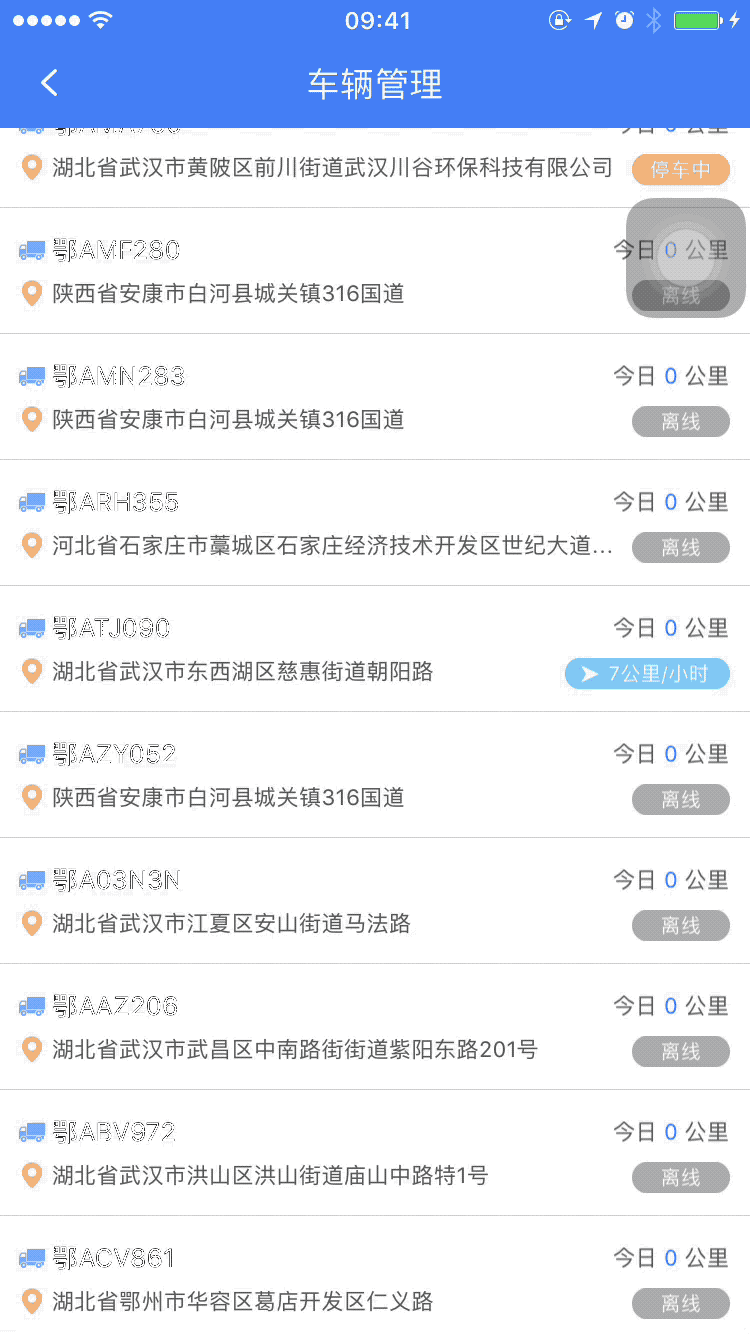 09:41
车辆管理
湖北省武汉市黄陂区前川街道武汉川谷环保科技有限公司 停车中
鄂AMF280 今日 0 公里
陕西省安康市白河县城关镇316国道 离线
鄂AMN283 今日 0 公里
陕西省安康市白河县城关镇316国道 离线
鄂ARH355 今日 0 公里
河北省石家庄市藁城区石家庄经济技术开发区世纪大道... 离线
鄂ATJ090 今日 0 公里
湖北省武汉市东西湖区慈惠街道朝阳路 7公里/小时
鄂AZY052 今日 0 公里
陕西省安康市白河县城关镇316国道 离线
鄂A03N3N 今日 0 公里
湖北省武汉市江夏区安山街道马法路 离线
鄂AAZ206 今日 0 公里
湖北省武汉市武昌区中南路街街道紫阳东路201号 离线
鄂ABV972 今日 0 公里
湖北省武汉市洪山区洪山街道庙山中路特1号 离线
鄂ACV861 今日 0 公里
湖北省鄂州市华容区葛店开发区仁义路 离线